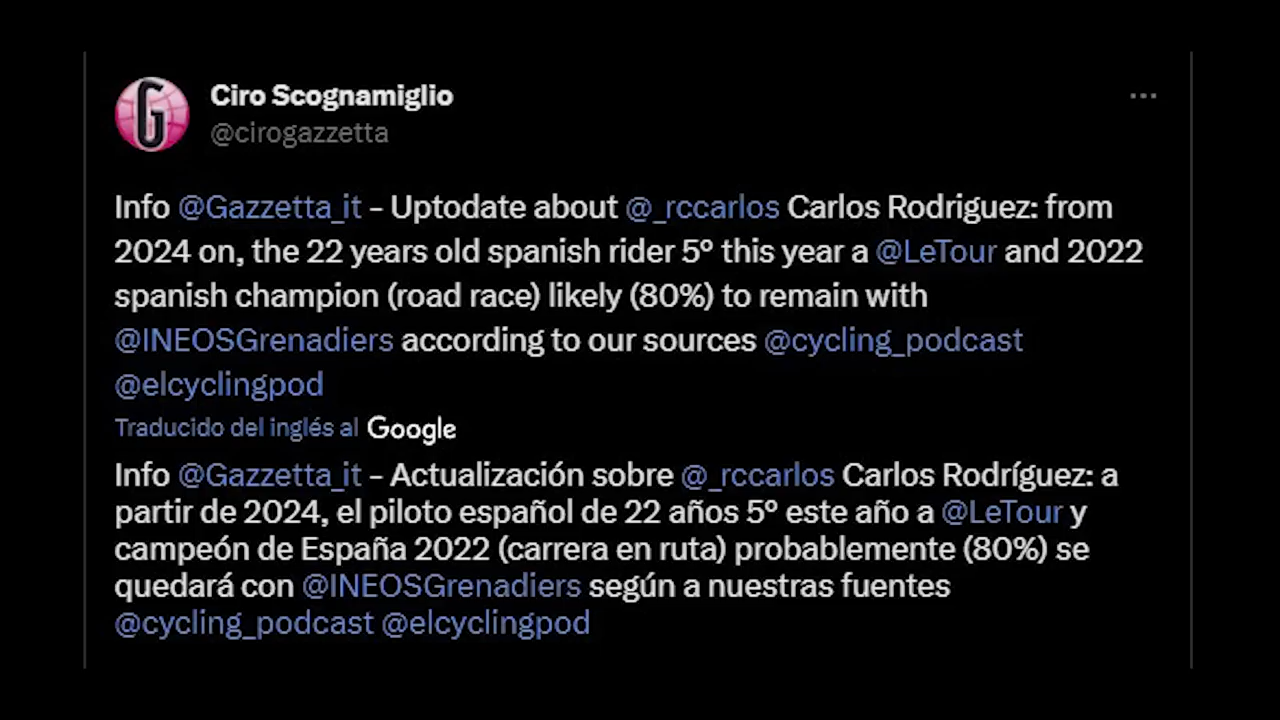 G
Ciro Scognamiglio
@cirogazzetta
Info @Gazzetta_it – Uptodate about @_rccarlos Carlos Rodriguez: from
2024 on, the 22 years old spanish rider 5º this year a @LeTour and 2022
spanish champion (road race) likely (80%) to remain with
@INEOSGrenadiers according to our sources @cycling_podcast
@elcyclingpod
Traducido del inglés al Google
Info @Gazzetta_it – Actualización sobre @_rccarlos Carlos Rodríguez: a
partir de 2024, el piloto español de 22 años 5º este año a @LeTour y
campeón de España 2022 (carrera en ruta) probablemente (80%) se
quedará con @INEOSGrenadiers según a nuestras fuentes
@cycling_podcast @elcyclingpod